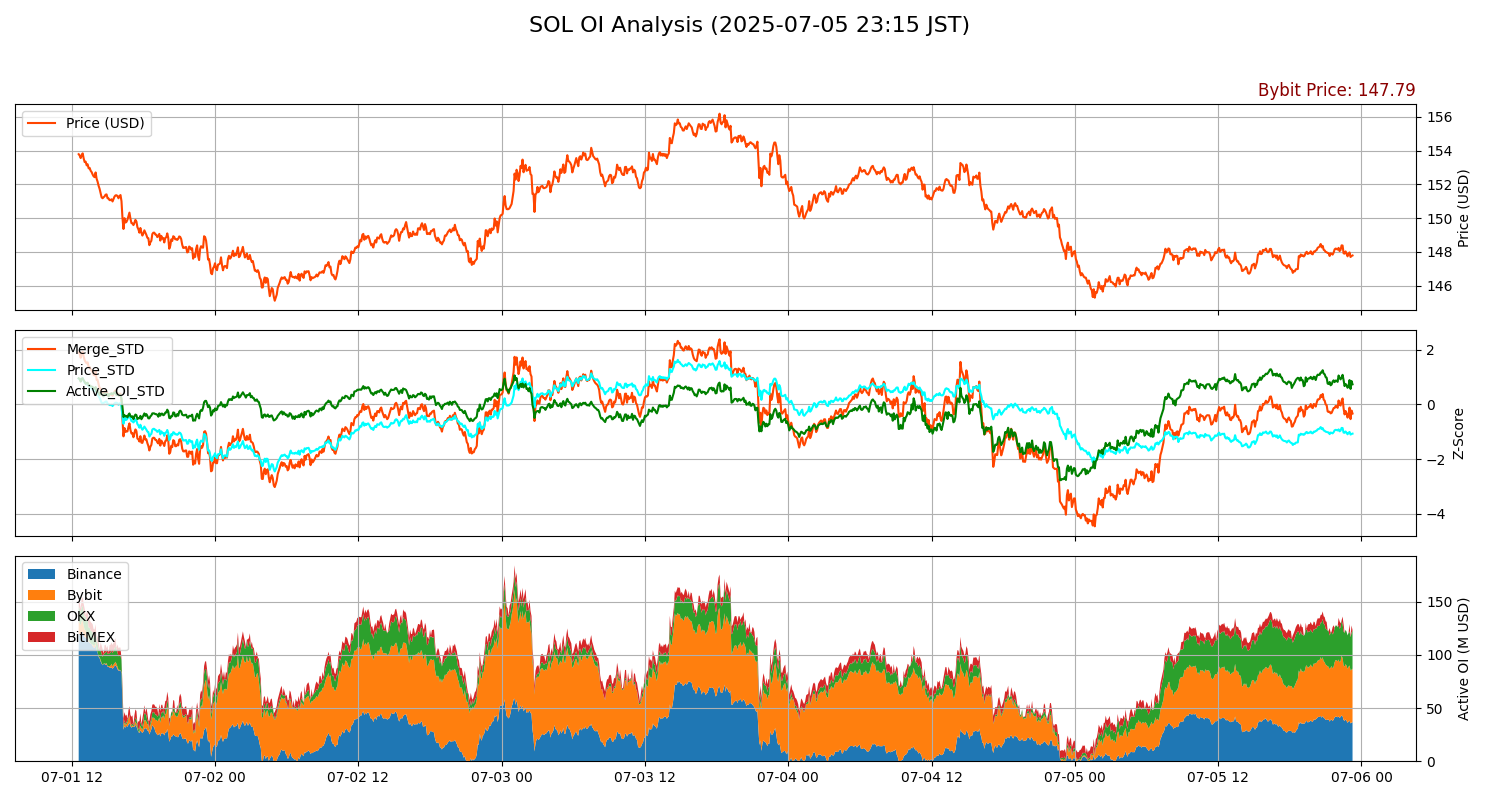 SOL OI Analysis (2025-07-05 23:15 JST)
Bybit Price: 147.79
Price (USD)
156
154
152
150
148
146
Price (USD)
Merge_STD
Price_STD
Active_OI_STD
2
0
−2
−4
Z-Score
Binance
Bybit
OKX
BitMEX
150
100
50
0
Active OI (M USD)
07-01 12
07-02 00
07-02 12
07-03 00
07-03 12
07-04 00
07-04 12
07-05 00
07-05 12
07-06 00